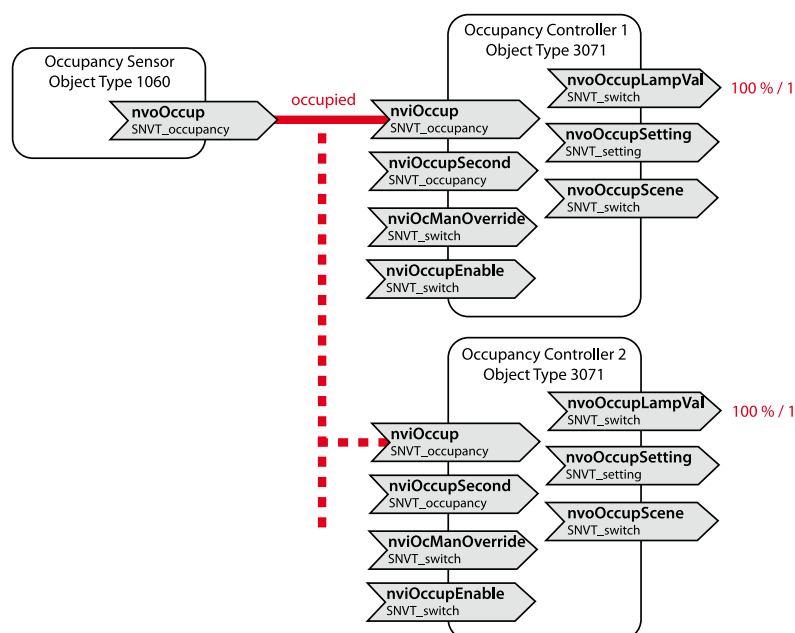 Occupancy Sensor
Object Type 1060
nvoOccup
SNVT_occupancy
occupied
Occupancy Controller 1
Object Type 3071
nviOccup
SNVT_occupancy
nviOccupSecond
SNVT_occupancy
nviOcManOverride
SNVT_switch
nviOccupEnable
SNVT_switch
nvoOccupLampVal
SNVT_switch
100 % / 1
nvoOccupSetting
SNVT_setting
nvoOccupScene
SNVT_switch
Occupancy Controller 2
Object Type 3071
nviOccup
SNVT_occupancy
nviOccupSecond
SNVT_occupancy
nviOcManOverride
SNVT_switch
nviOccupEnable
SNVT_switch
nvoOccupLampVal
SNVT_switch
100 % / 1
nvoOccupSetting
SNVT_setting
nvoOccupScene
SNVT_switch